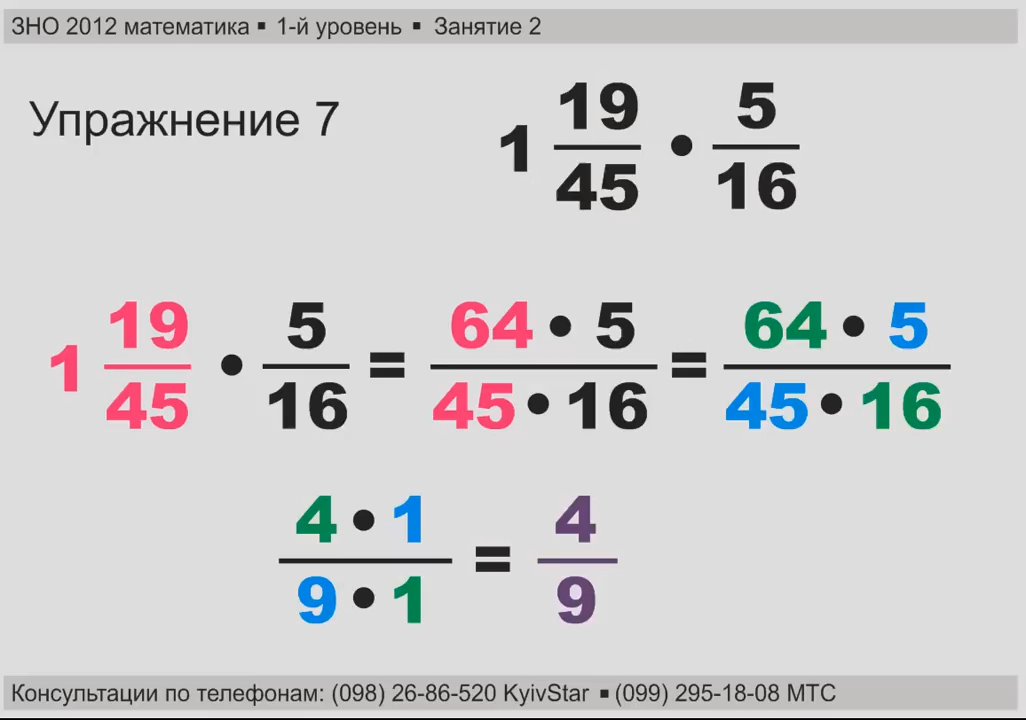 ЗНО 2012 математика ▪ 1-й уровень ▪ Занятие 2
Упражнение 7
1 19/45 • 5/16
1 19/45 • 5/16 = 64 • 5 / 45 • 16 = 64 • 5 / 45 • 16
4 • 1 / 9 • 1 = 4/9
Консультации по телефонам: (098) 26-86-520 KyivStar ▪ (099) 295-18-08 МТС